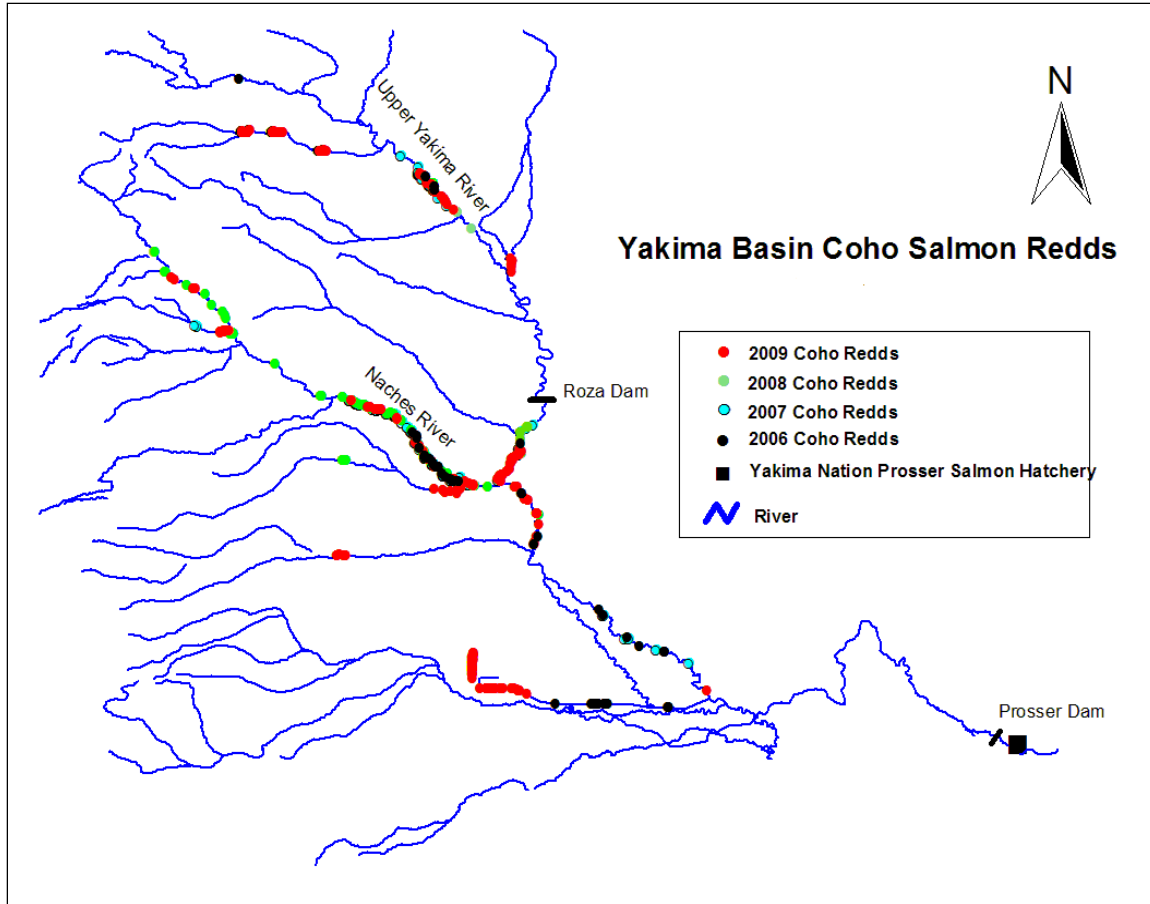 N
Upper Yakima River
Yakima Basin Coho Salmon Redds
2009 Coho Redds
2008 Coho Redds
2007 Coho Redds
2006 Coho Redds
Yakima Nation Prosser Salmon Hatchery
River
Roza Dam
Naches River
Prosser Dam